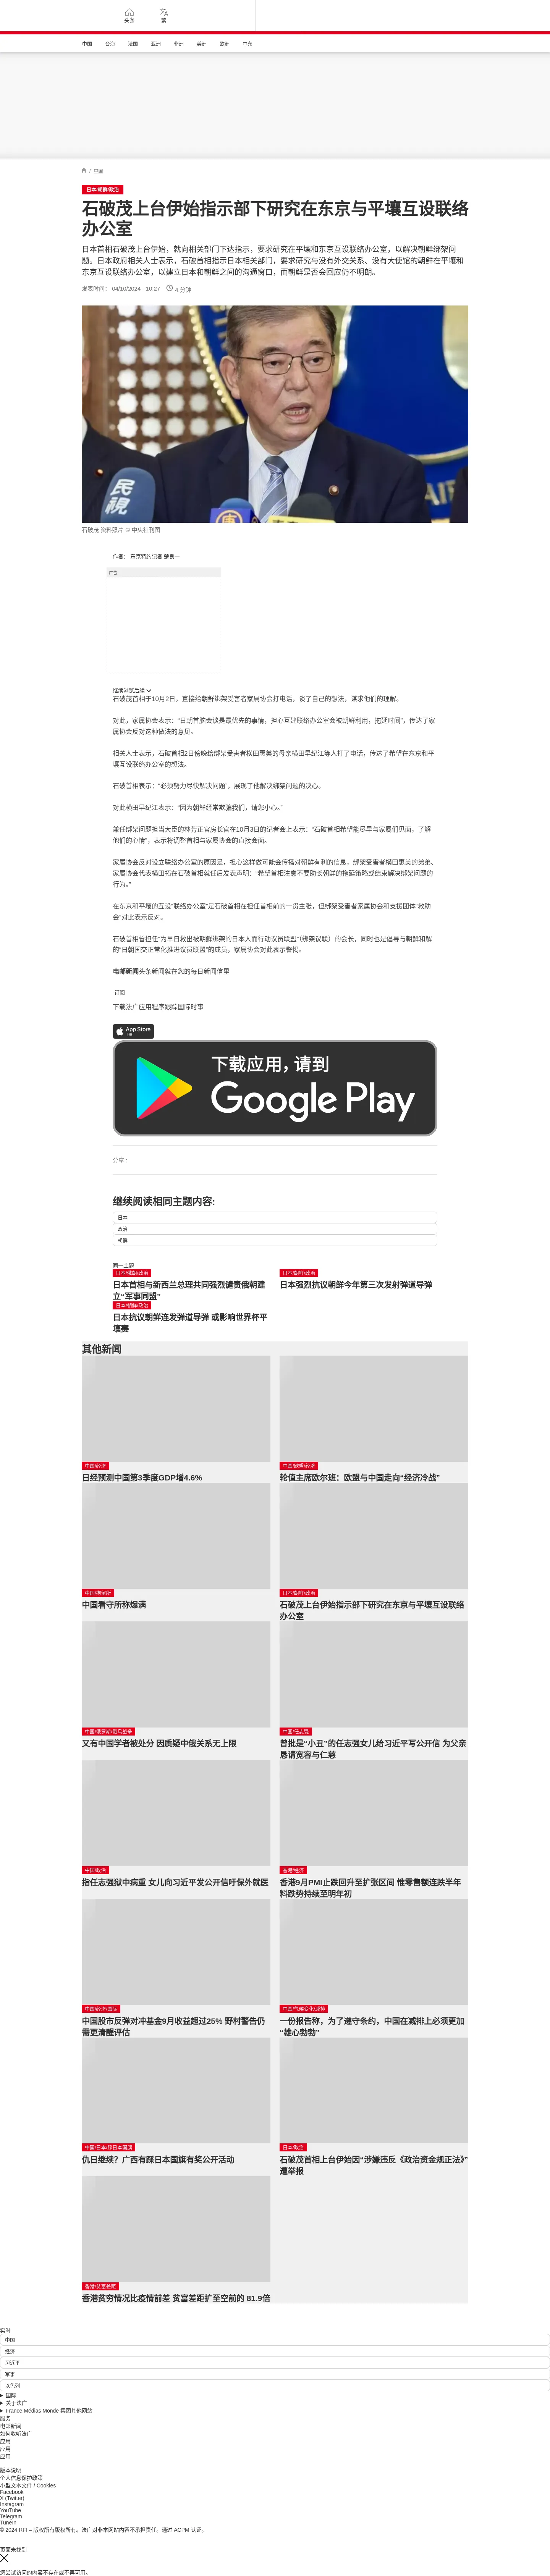 头条
繁
中国 台海 法国 亚洲 非洲 美洲 欧洲 中东
/ 中国
日本/朝鲜/政治
石破茂上台伊始指示部下研究在东京与平壤互设联络
办公室
日本首相石破茂上台伊始，就向相关部门下达指示，要求研究在平壤和东京互设联络办公室，以解决朝鲜绑架问
题。日本政府相关人士表示，石破首相指示日本相关部门，要求研究与没有外交关系、没有大使馆的朝鲜在平壤和
东京互设联络办公室，以建立日本和朝鲜之间的沟通窗口，而朝鲜是否会回应仍不明朗。
发表时间： 04/10/2024 - 10:27 4 分钟
民視
石破茂 资料照片 © 中央社刊图
作者： 东京特约记者 楚良一
广告
继续浏览后续
石破茂首相于10月2日，直接给朝鲜绑架受害者家属协会打电话，谈了自己的想法，谋求他们的理解。
对此，家属协会表示：“日朝首脑会谈是最优先的事情，担心互建联络办公室会被朝鲜利用，拖延时间”，传达了家
属协会反对这种做法的意见。
相关人士表示，石破首相2日傍晚给绑架受害者横田惠美的母亲横田早纪江等人打了电话，传达了希望在东京和平
壤互设联络办公室的想法。
石破首相表示：“必须努力尽快解决问题”，展现了他解决绑架问题的决心。
对此横田早纪江表示：“因为朝鲜经常欺骗我们，请您小心。”
兼任绑架问题担当大臣的林芳正官房长官在10月3日的记者会上表示：“石破首相希望能尽早与家属们见面，了解
他们的心情”，表示将调整首相与家属协会的直接会面。
家属协会反对设立联络办公室的原因是，担心这样做可能会传播对朝鲜有利的信息，绑架受害者横田惠美的弟弟、
家属协会代表横田拓在石破首相就任后发表声明：“希望首相注意不要助长朝鲜的拖延策略或结束解决绑架问题的
行为。”
在东京和平壤的互设“联络办公室”是石破首相在担任首相前的一贯主张，但绑架受害者家属协会和支援团体“救助
会”对此表示反对。
石破首相曾担任“为早日救出被朝鲜绑架的日本人而行动议员联盟”（绑架议联）的会长，同时也是倡导与朝鲜和解
的“日朝国交正常化推进议员联盟”的成员，家属协会对此表示警惕。
电邮新闻头条新闻就在您的每日新闻信里
订阅
下载法广应用程序跟踪国际时事
App Store
下载
下载应用，请到
Google Play
分享 :
继续阅读相同主题内容:
日本
政治
朝鲜
同一主题
日本/俄朝/政治
日本首相与新西兰总理共同强烈谴责俄朝建
立“军事同盟”
日本/朝鲜/政治
日本强烈抗议朝鲜今年第三次发射弹道导弹
日本/朝鲜/政治
日本抗议朝鲜连发弹道导弹 或影响世界杯平
壤赛
其他新闻
中国/经济
日经预测中国第3季度GDP增4.6%
中国/欧盟/经济
轮值主席欧尔班：欧盟与中国走向“经济冷战”
中国/拘留所
中国看守所称爆满
日本/朝鲜/政治
石破茂上台伊始指示部下研究在东京与平壤互设联络
办公室
中国/俄罗斯/俄乌战争
又有中国学者被处分 因质疑中俄关系无上限
中国/任志强
曾批是“小丑”的任志强女儿给习近平写公开信 为父亲
恳请宽容与仁慈
中国/政治
指任志强狱中病重 女儿向习近平发公开信吁保外就医
香港/经济
香港9月PMI止跌回升至扩张区间 惟零售额连跌半年
料跌势持续至明年初
中国/经济/国际
中国股市反弹对冲基金9月收益超过25% 野村警告仍
需更清醒评估
中国/气候变化/减排
一份报告称，为了遵守条约，中国在减排上必须更加
“雄心勃勃”
中国/日本/踩日本国旗
仇日继续？广西有踩日本国旗有奖公开活动
日本/政治
石破茂首相上台伊始因“涉嫌违反《政治资金规正法》”
遭举报
香港/贫富差距
香港贫穷情况比疫情前差 贫富差距扩至空前的 81.9倍
实时
中国
经济
习近平
军事
以色列
国际
关于法广
France Médias Monde 集团其他网站
服务
电邮新闻
如何收听法广
应用
应用
应用
版本说明
个人信息保护政策
小型文本文件 / Cookies
Facebook
X (Twitter)
Instagram
YouTube
Telegram
TuneIn
© 2024 RFI – 版权所有版权所有。法广对非本网站内容不承担责任。通过 ACPM 认证。
页面未找到
您尝试访问的内容不存在或不再可用。